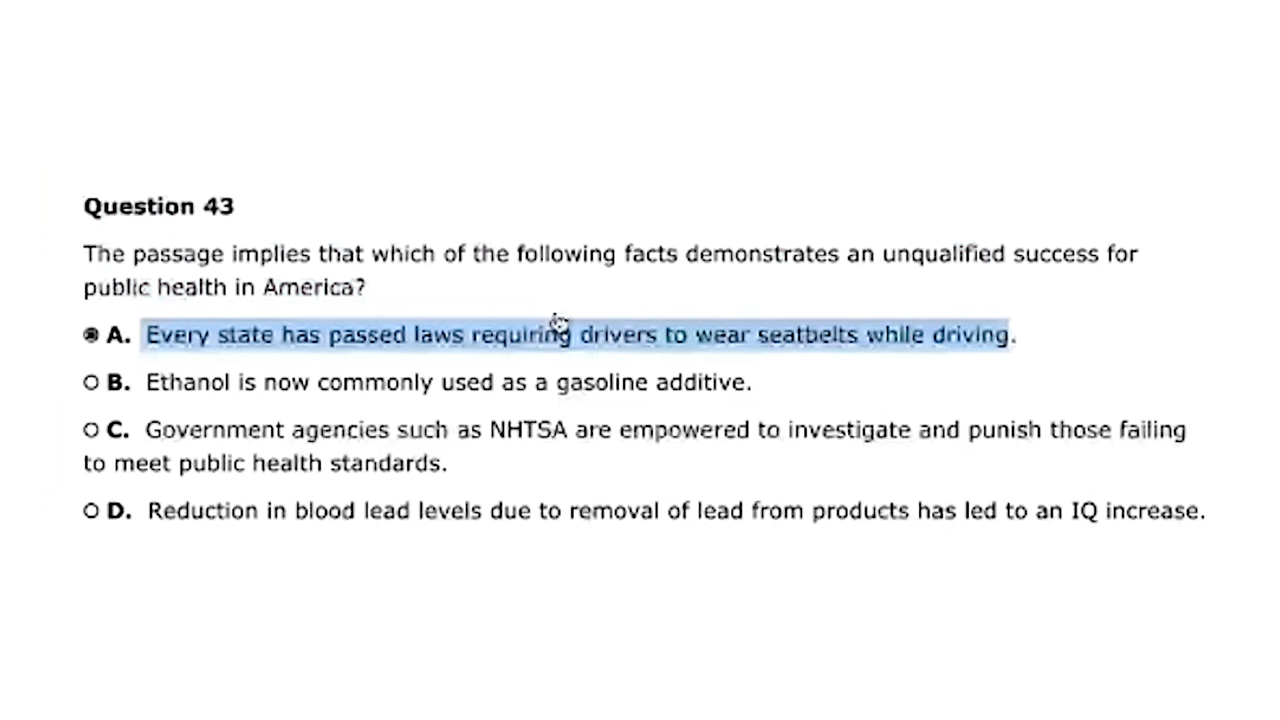 Question 43
The passage implies that which of the following facts demonstrates an unqualified success for
public health in America?
A. Every state has passed laws requiring drivers to wear seatbelts while driving.
B. Ethanol is now commonly used as a gasoline additive.
C. Government agencies such as NHTSA are empowered to investigate and punish those failing
to meet public health standards.
D. Reduction in blood lead levels due to removal of lead from products has led to an IQ increase.